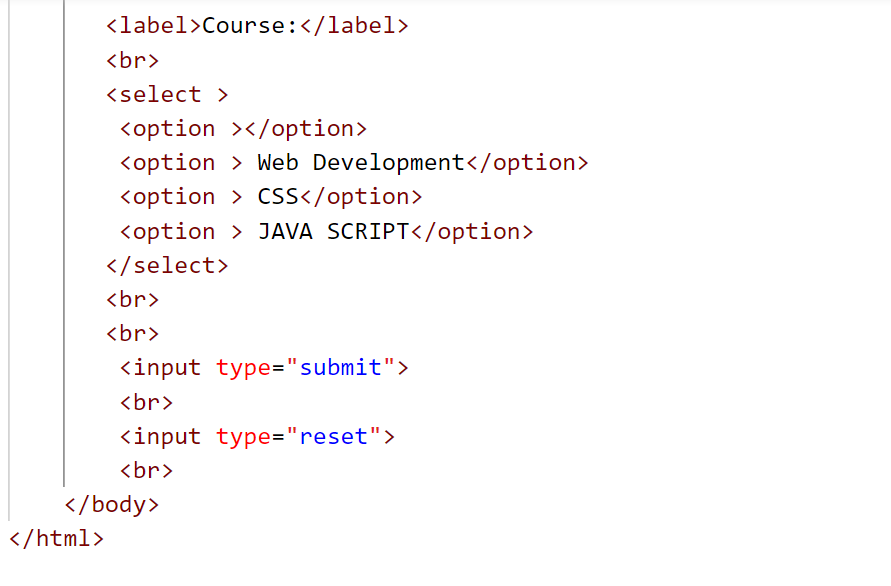 <label>Course:</label>
<br>
<select >
<option ></option>
<option > Web Development</option>
<option > CSS</option>
<option > JAVA SCRIPT</option>
</select>
<br>
<br>
<input type="submit">
<br>
<input type="reset">
<br>
</body>
</html>